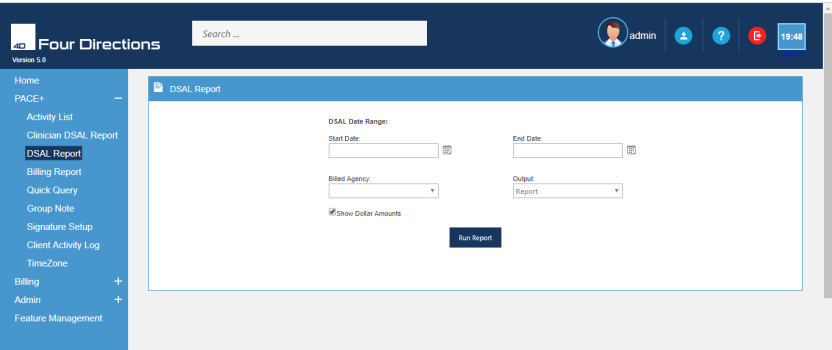 4D Four Directions
Version 5.0
Search ...
admin
?
19:48
Home
PACE+ −
Activity List
Clinician DSAL Report
DSAL Report
Billing Report
Quick Query
Group Note
Signature Setup
Client Activity Log
TimeZone
Billing +
Admin +
Feature Management
DSAL Report
DSAL Date Range:
Start Date:
End Date:
Billed Agency:
Output:
Report
Show Dollar Amounts
Run Report